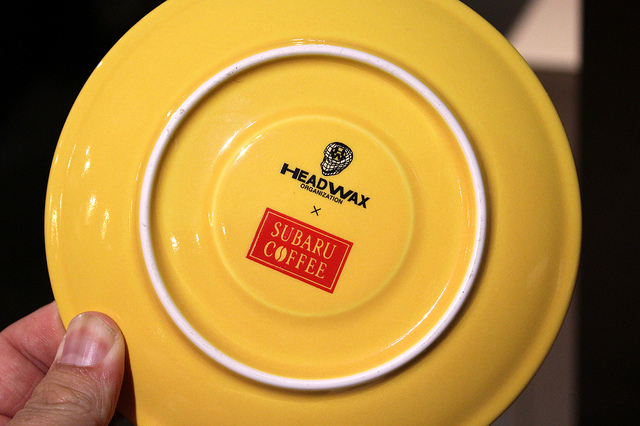 HEADWAX
ORGANIZATION
×
SUBARU
COFFEE